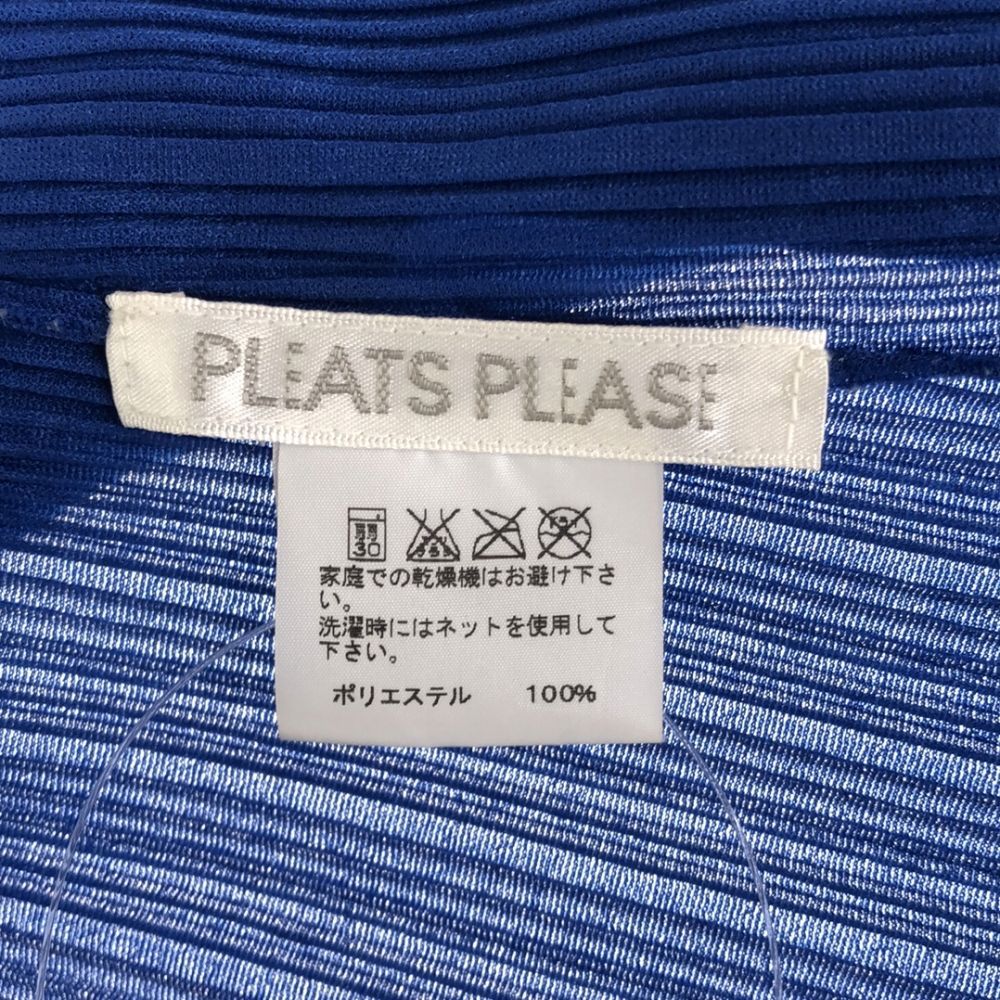 PLEATS PLEASE
30
家庭での乾燥機はお避け下さ
い。
洗濯時にはネットを使用して
下さい。
ポリエステル 100%